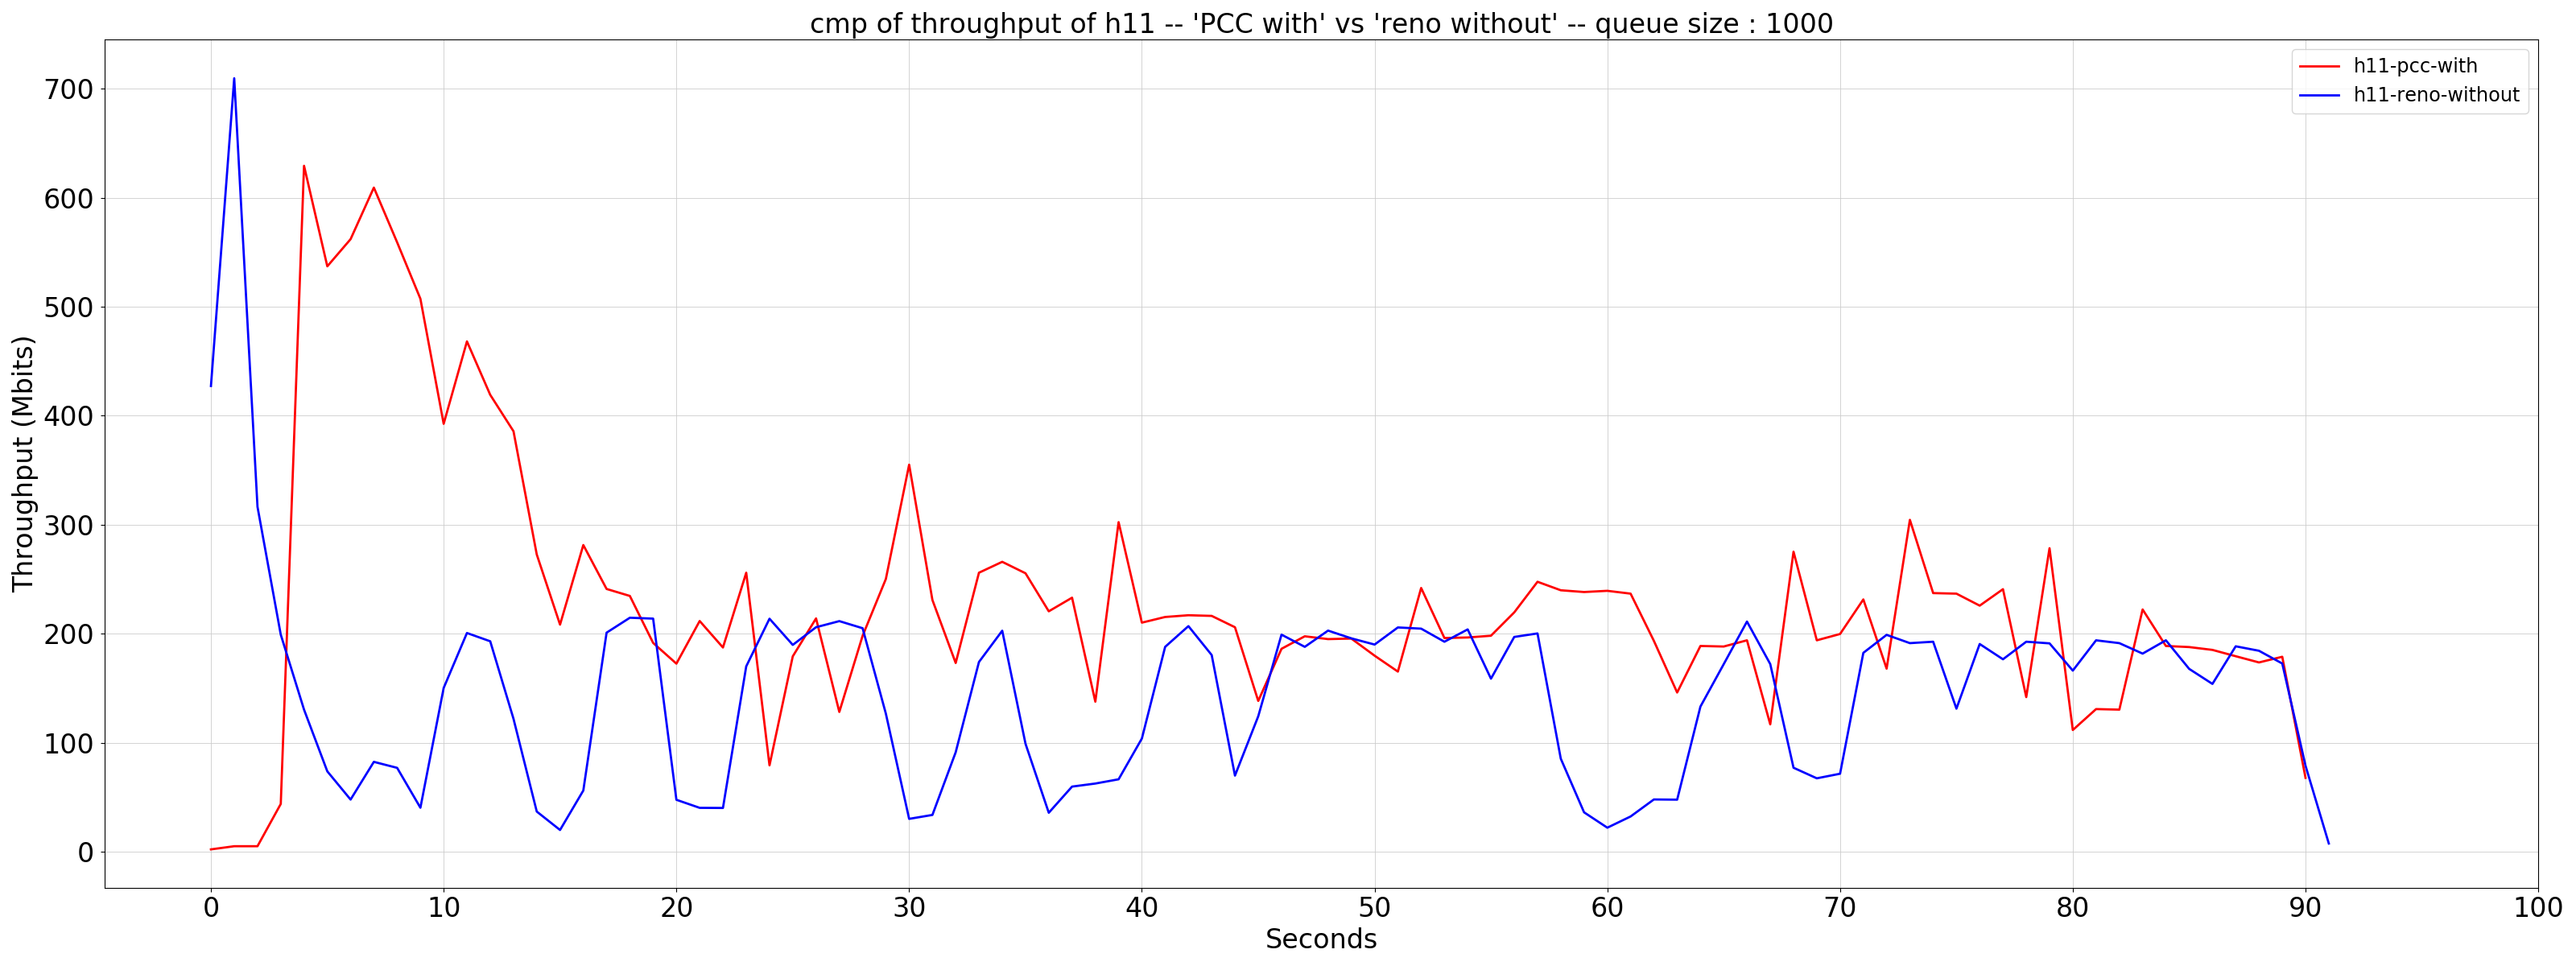 cmp of throughput of h11 -- 'PCC with' vs 'reno without' -- queue size : 1000
h11-pcc-with
h11-reno-without
Throughput (Mbits)
700
600
500
400
300
200
100
0
0 10 20 30 40 50 60 70 80 90 100
Seconds